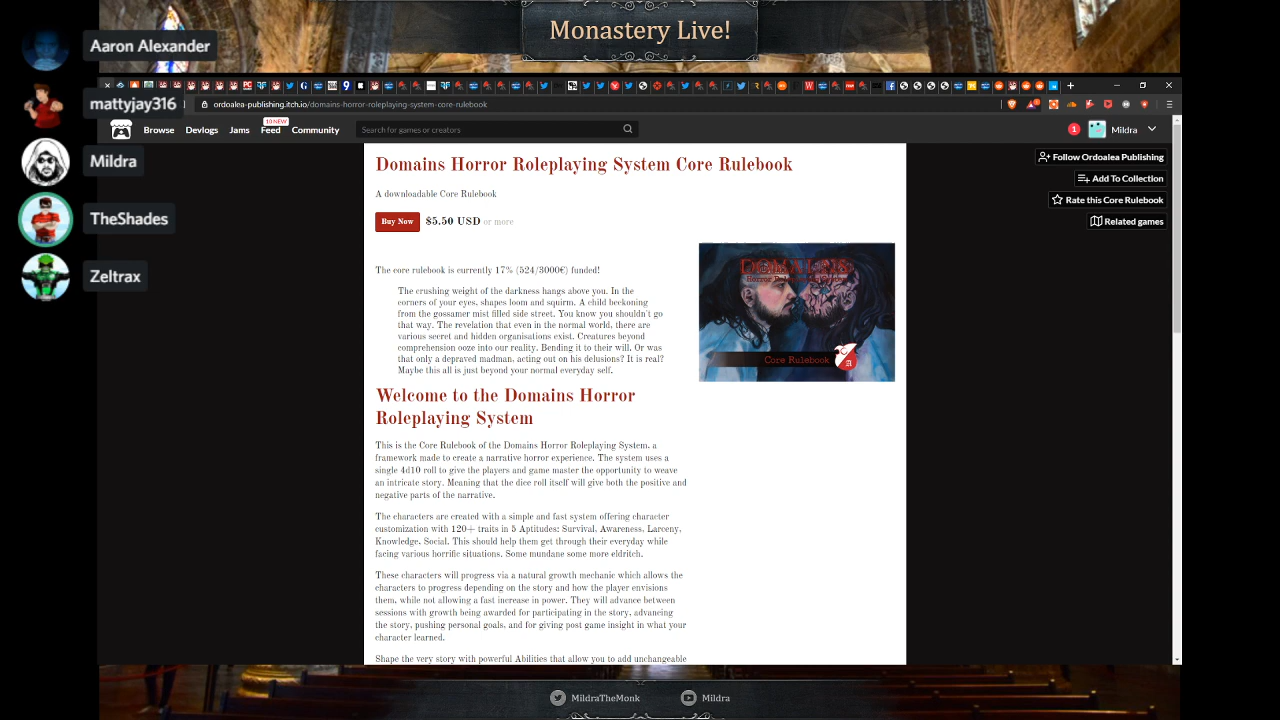 Monastery Live!
Aaron Alexander
mattyjay316
Mildra
TheShades
Zeltrax
ordoalea-publishing.itch.io/domains-horror-roleplaying-system-core-rulebook
Browse Devlogs Jams Feed Community
10 NEW
Search for games or creators
1 Mildra
Follow Ordoalea Publishing
Add To Collection
Rate this Core Rulebook
Related games
Domains Horror Roleplaying System Core Rulebook
A downloadable Core Rulebook
Buy Now $5.50 USD or more
The core rulebook is currently 17% (524/3000€) funded!
The crushing weight of the darkness hangs above you. In the
corners of your eyes, shapes loom and squirm. A child beckoning
from the gossamer mist filled side street. You know you shouldn't go
that way. The revelation that even in the normal world, there are
various secret and hidden organisations exist. Creatures beyond
comprehension ooze into our reality. Bending it to their will. Or was
that only a depraved madman, acting out on his delusions? It is real?
Maybe this all is just beyond your normal everyday self.
DOMAINS
Horror Roleplaying System
Core Rulebook
Welcome to the Domains Horror
Roleplaying System
This is the Core Rulebook of the Domains Horror Roleplaying System, a
framework made to create a narrative horror experience. The system uses a
single 4d10 roll to give the players and game master the opportunity to weave
an intricate story. Meaning that the dice roll itself will give both the positive and
negative parts of the narrative.
The characters are created with a simple and fast system offering character
customization with 120+ traits in 5 Aptitudes: Survival, Awareness, Larceny,
Knowledge, Social. This should help them get through their everyday while
facing various horrific situations. Some mundane some more eldritch.
These characters will progress via a natural growth mechanic which allows the
characters to progress depending on the story and how the player envisions
them, while not allowing a fast increase in power. They will advance between
sessions with growth being awarded for participating in the story, advancing
the story, pushing personal goals, and for giving post game insight in what your
character learned.
Shape the very story with powerful Abilities that allow you to add unchangeable
MildraTheMonk
Mildra